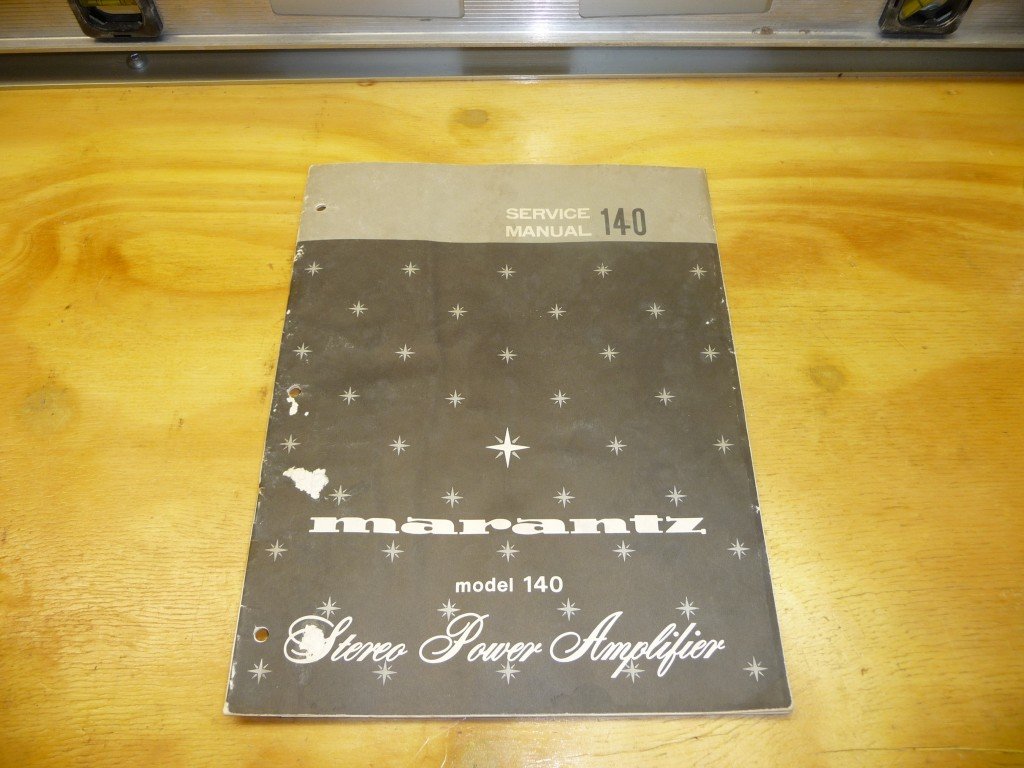 SERVICE
MANUAL 140
marantz
model 140
Stereo Power Amplifier